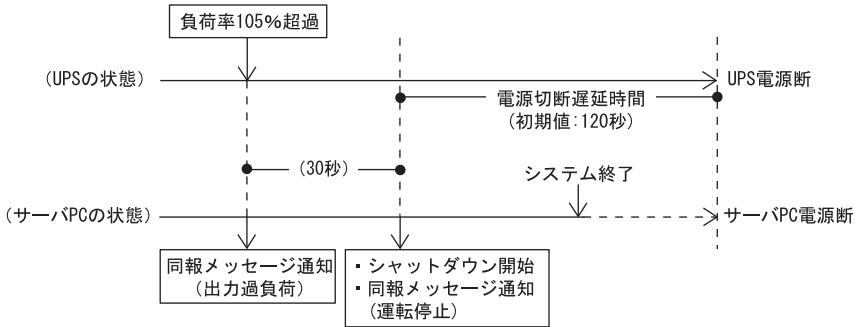 負荷率105％超過
(UPSの状態)
UPS電源断
電源切断遅延時間
(初期値:120秒)
(30秒)
システム終了
(サーバPCの状態)
サーバPC電源断
同報メッセージ通知
(出力過負荷)
・シャットダウン開始
・同報メッセージ通知
(運転停止)